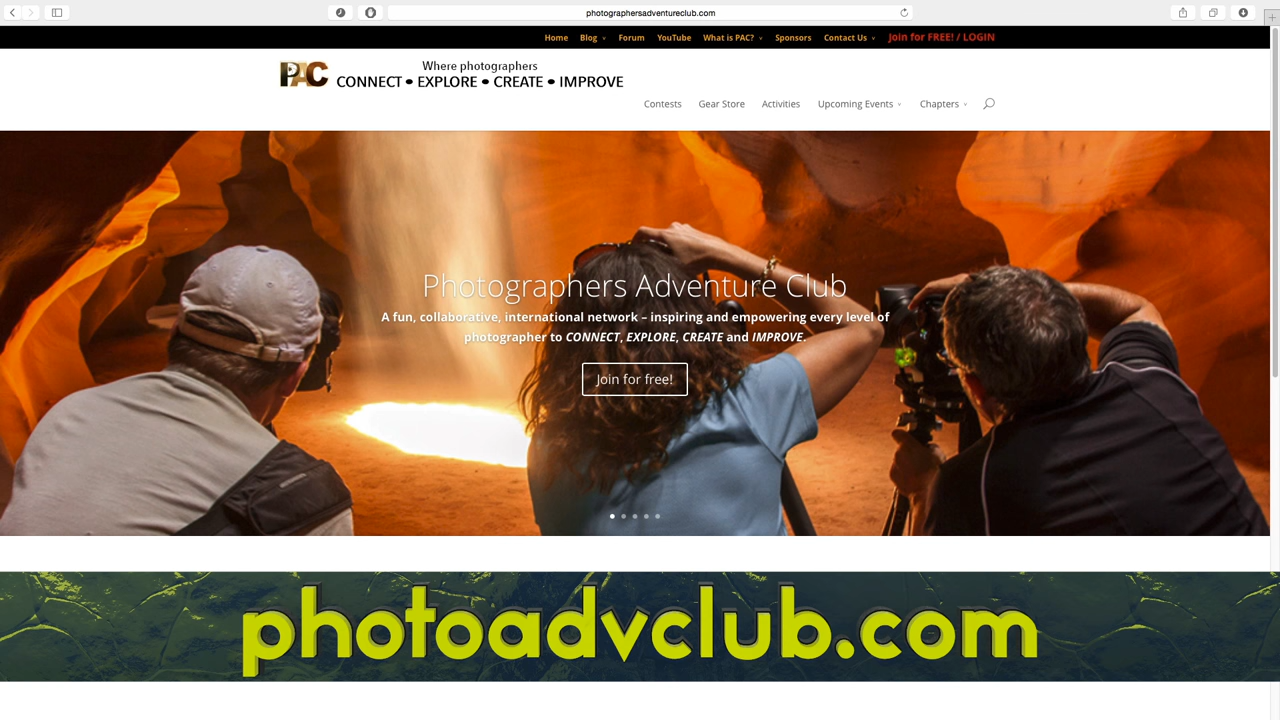 photographersadventureclub.com
Home Blog Forum YouTube What is PAC? Sponsors Contact Us Join for FREE! / LOGIN
PAC
Where photographers
CONNECT • EXPLORE • CREATE • IMPROVE
Contests Gear Store Activities Upcoming Events Chapters
Photographers Adventure Club
A fun, collaborative, international network – inspiring and empowering every level of
photographer to CONNECT, EXPLORE, CREATE and IMPROVE.
Join for free!
photoadvclub.com